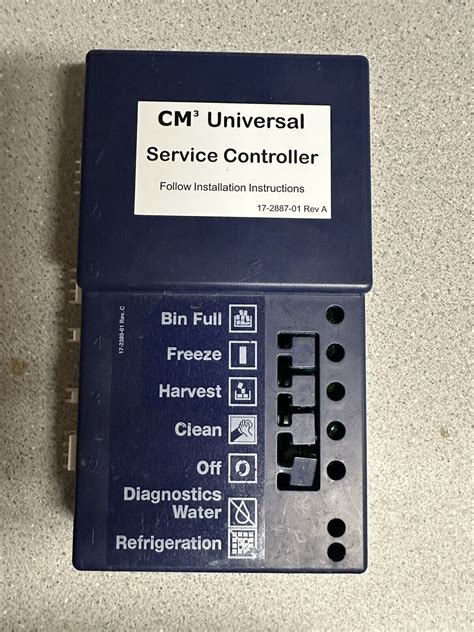 CM³ Universal
Service Controller
Follow Installation Instructions
17-2887-01 Rev A
17-2389-01 Rev. C
Bin Full
Freeze
Harvest
Clean
Off
Diagnostics
Water
Refrigeration